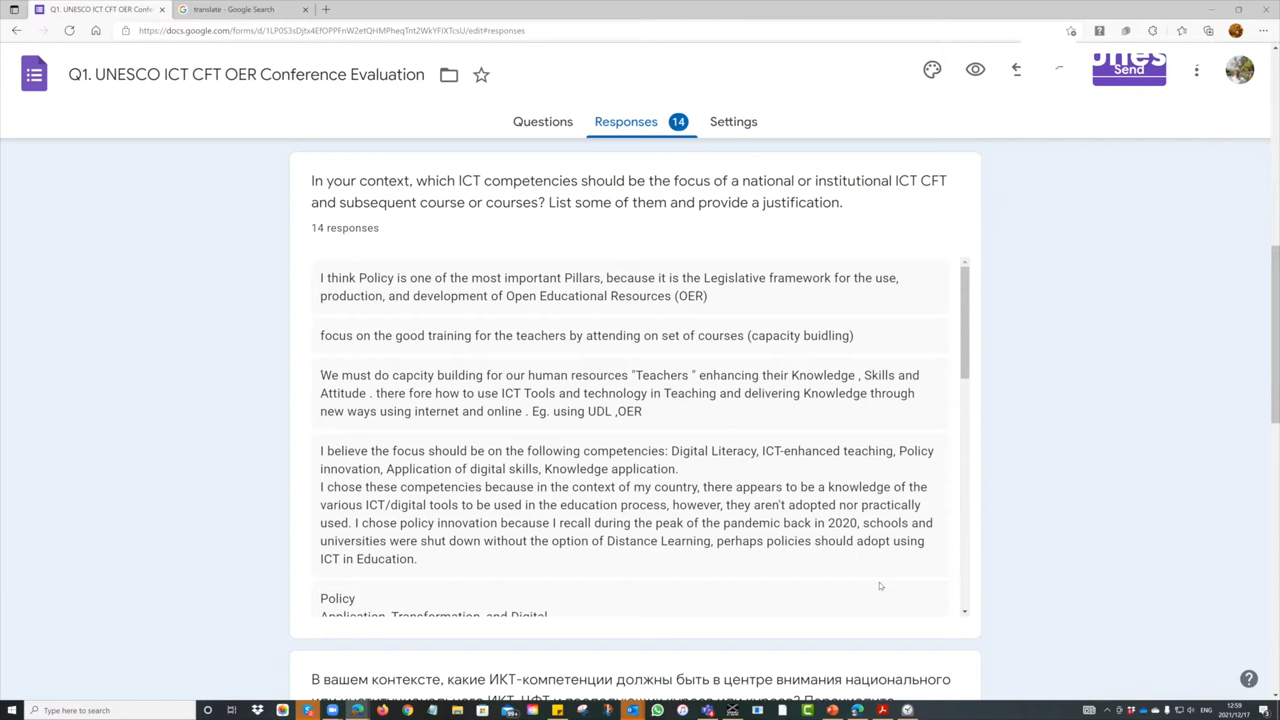 Q1. UNESCO ICT CFT OER Confe
translate - Google Search
https://docs.google.com/forms/d/1LP0S3sDjtx4EfOPPFnW2etQHMPheqTnt2WkYFIXTcsU/edit#responses
Q1. UNESCO ICT CFT OER Conference Evaluation
Send
Questions
Responses 14
Settings
In your context, which ICT competencies should be the focus of a national or institutional ICT CFT
and subsequent course or courses? List some of them and provide a justification.
14 responses
I think Policy is one of the most important Pillars, because it is the Legislative framework for the use,
production, and development of Open Educational Resources (OER)
focus on the good training for the teachers by attending on set of courses (capacity buidling)
We must do capcity building for our human resources "Teachers " enhancing their Knowledge , Skills and
Attitude . there fore how to use ICT Tools and technology in Teaching and delivering Knowledge through
new ways using internet and online . Eg. using UDL ,OER
I believe the focus should be on the following competencies: Digital Literacy, ICT-enhanced teaching, Policy
innovation, Application of digital skills, Knowledge application.
I chose these competencies because in the context of my country, there appears to be a knowledge of the
various ICT/digital tools to be used in the education process, however, they aren't adopted nor practically
used. I chose policy innovation because I recall during the peak of the pandemic back in 2020, schools and
universities were shut down without the option of Distance Learning, perhaps policies should adopt using
ICT in Education.
Policy
Application, Transformation, and Digital
В вашем контексте, какие ИКТ-компетенции должны быть в центре внимания национального
Type here to search
12:59
2021/12/17